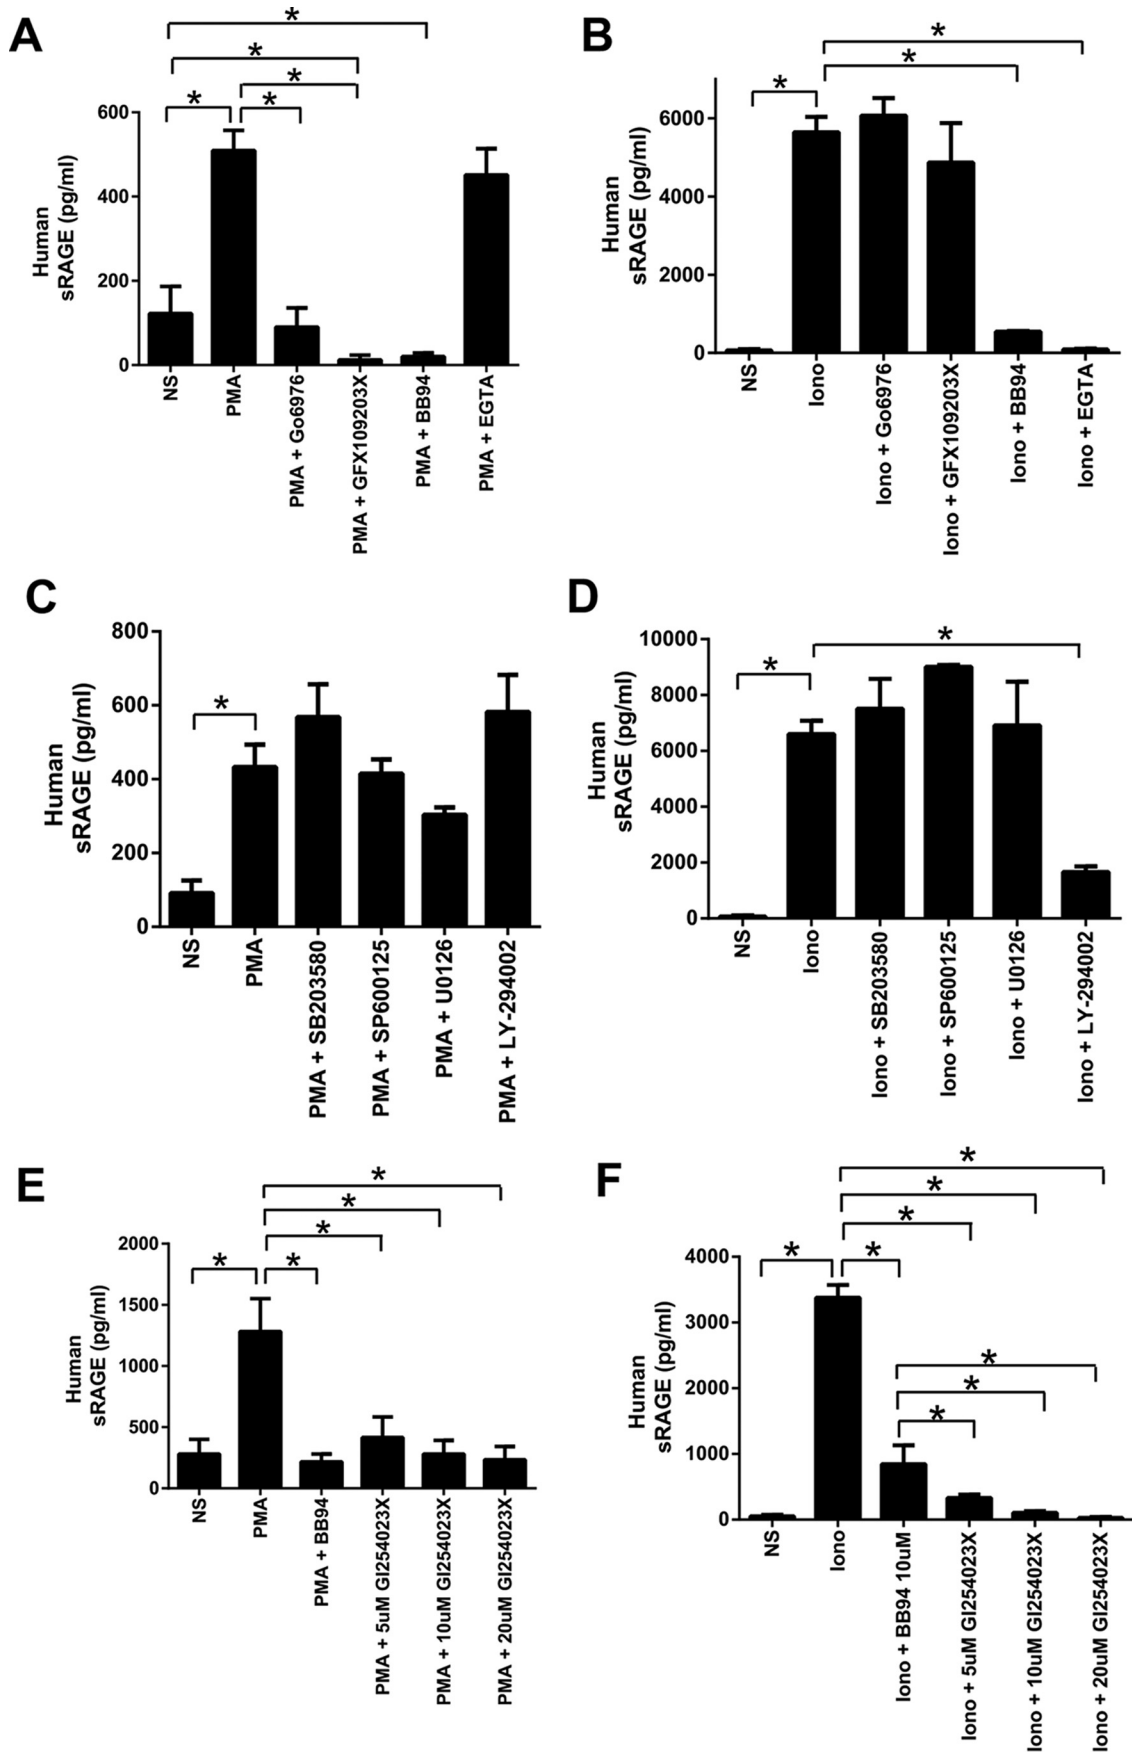 A
*
*
*
*
*
Human
sRAGE (pg/ml)
600
400
200
0
NS
PMA
PMA + Go6976
PMA + GFX109203X
PMA + BB94
PMA + EGTA
B
*
*
*
Human
sRAGE (pg/ml)
6000
4000
2000
0
NS
Iono
Iono + Go6976
Iono + GFX109203X
Iono + BB94
Iono + EGTA
C
*
Human
sRAGE (pg/ml)
800
600
400
200
0
NS
PMA
PMA + SB203580
PMA + SP600125
PMA + U0126
PMA + LY-294002
D
*
*
Human
sRAGE (pg/ml)
10000
8000
6000
4000
2000
0
NS
Iono
Iono + SB203580
Iono + SP600125
Iono + U0126
Iono + LY-294002
E
*
*
*
*
*
Human
sRAGE (pg/ml)
2000
1500
1000
500
0
NS
PMA
PMA + BB94
PMA + 5uM GI254023X
PMA + 10uM GI254023X
PMA + 20uM GI254023X
F
*
*
*
*
*
*
*
*
Human
sRAGE (pg/ml)
4000
3000
2000
1000
0
NS
Iono
Iono + BB94 10uM
Iono + 5uM GI254023X
Iono + 10uM GI254023X
Iono + 20uM GI254023X